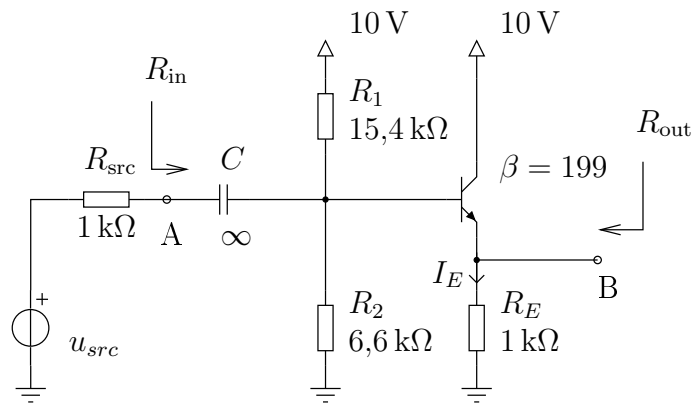 10 V
10 V
R_in
R_1
15,4 kΩ
R_out
R_src
C
β = 199
1 kΩ
A
∞
I_E
B
+
u_src
R_2
6,6 kΩ
R_E
1 kΩ